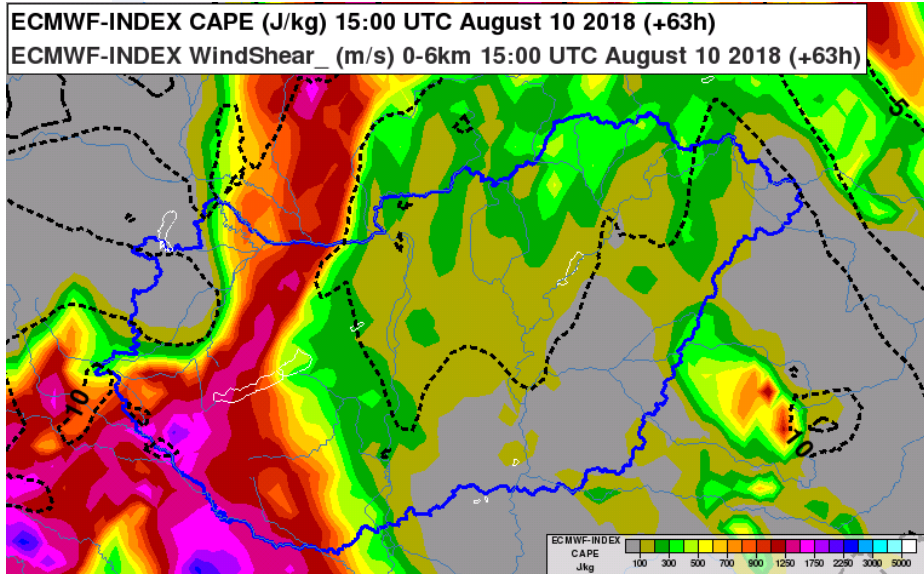 ECMWF-INDEX CAPE (J/kg) 15:00 UTC August 10 2018 (+63h)
ECMWF-INDEX WindShear_ (m/s) 0-6km 15:00 UTC August 10 2018 (+63h)
5
10
10
ECMWF-INDEX
CAPE
J/kg
100 300 500 700 900 1250 1750 2250 3000 5000